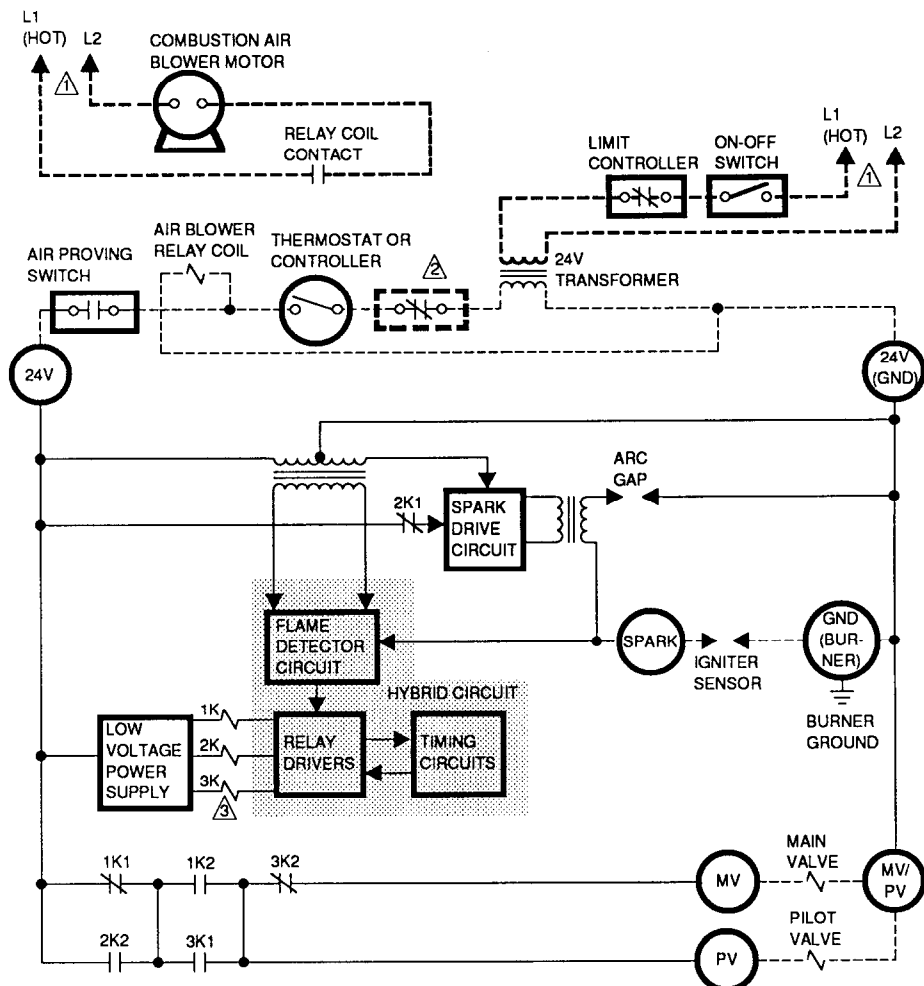 L1
(HOT)
L2
1
COMBUSTION AIR
BLOWER MOTOR
RELAY COIL
CONTACT
LIMIT
CONTROLLER
ON-OFF
SWITCH
L1
(HOT)
L2
1
AIR PROVING
SWITCH
AIR BLOWER
RELAY COIL
THERMOSTAT OR
CONTROLLER
2
24V
TRANSFORMER
24V
24V
(GND)
2K1
SPARK
DRIVE
CIRCUIT
ARC
GAP
FLAME
DETECTOR
CIRCUIT
SPARK
IGNITER
SENSOR
GND
(BUR-
NER)
BURNER
GROUND
HYBRID CIRCUIT
LOW
VOLTAGE
POWER
SUPPLY
1K
2K
3K
3
RELAY
DRIVERS
TIMING
CIRCUITS
1K1
1K2
3K2
MV
MAIN
VALVE
MV/
PV
2K2
3K1
PV
PILOT
VALVE